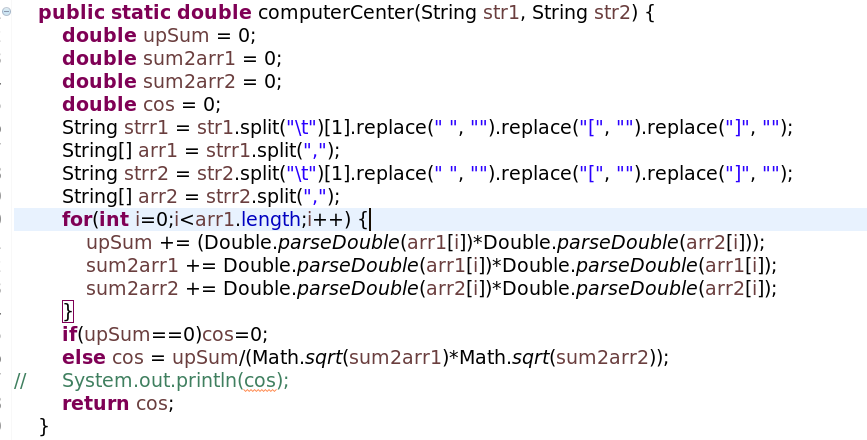 public static double computerCenter(String str1, String str2) {
double upSum = 0;
double sum2arr1 = 0;
double sum2arr2 = 0;
double cos = 0;
String strr1 = str1.split("\t")[1].replace(" ", "").replace("[", "").replace("]", "");
String[] arr1 = strr1.split(",");
String strr2 = str2.split("\t")[1].replace(" ", "").replace("[", "").replace("]", "");
String[] arr2 = strr2.split(",");
for(int i=0;i<arr1.length;i++) {
upSum += (Double.parseDouble(arr1[i])*Double.parseDouble(arr2[i]));
sum2arr1 += Double.parseDouble(arr1[i])*Double.parseDouble(arr1[i]);
sum2arr2 += Double.parseDouble(arr2[i])*Double.parseDouble(arr2[i]);
}
if(upSum==0)cos=0;
else cos = upSum/(Math.sqrt(sum2arr1)*Math.sqrt(sum2arr2));
// System.out.println(cos);
return cos;
}